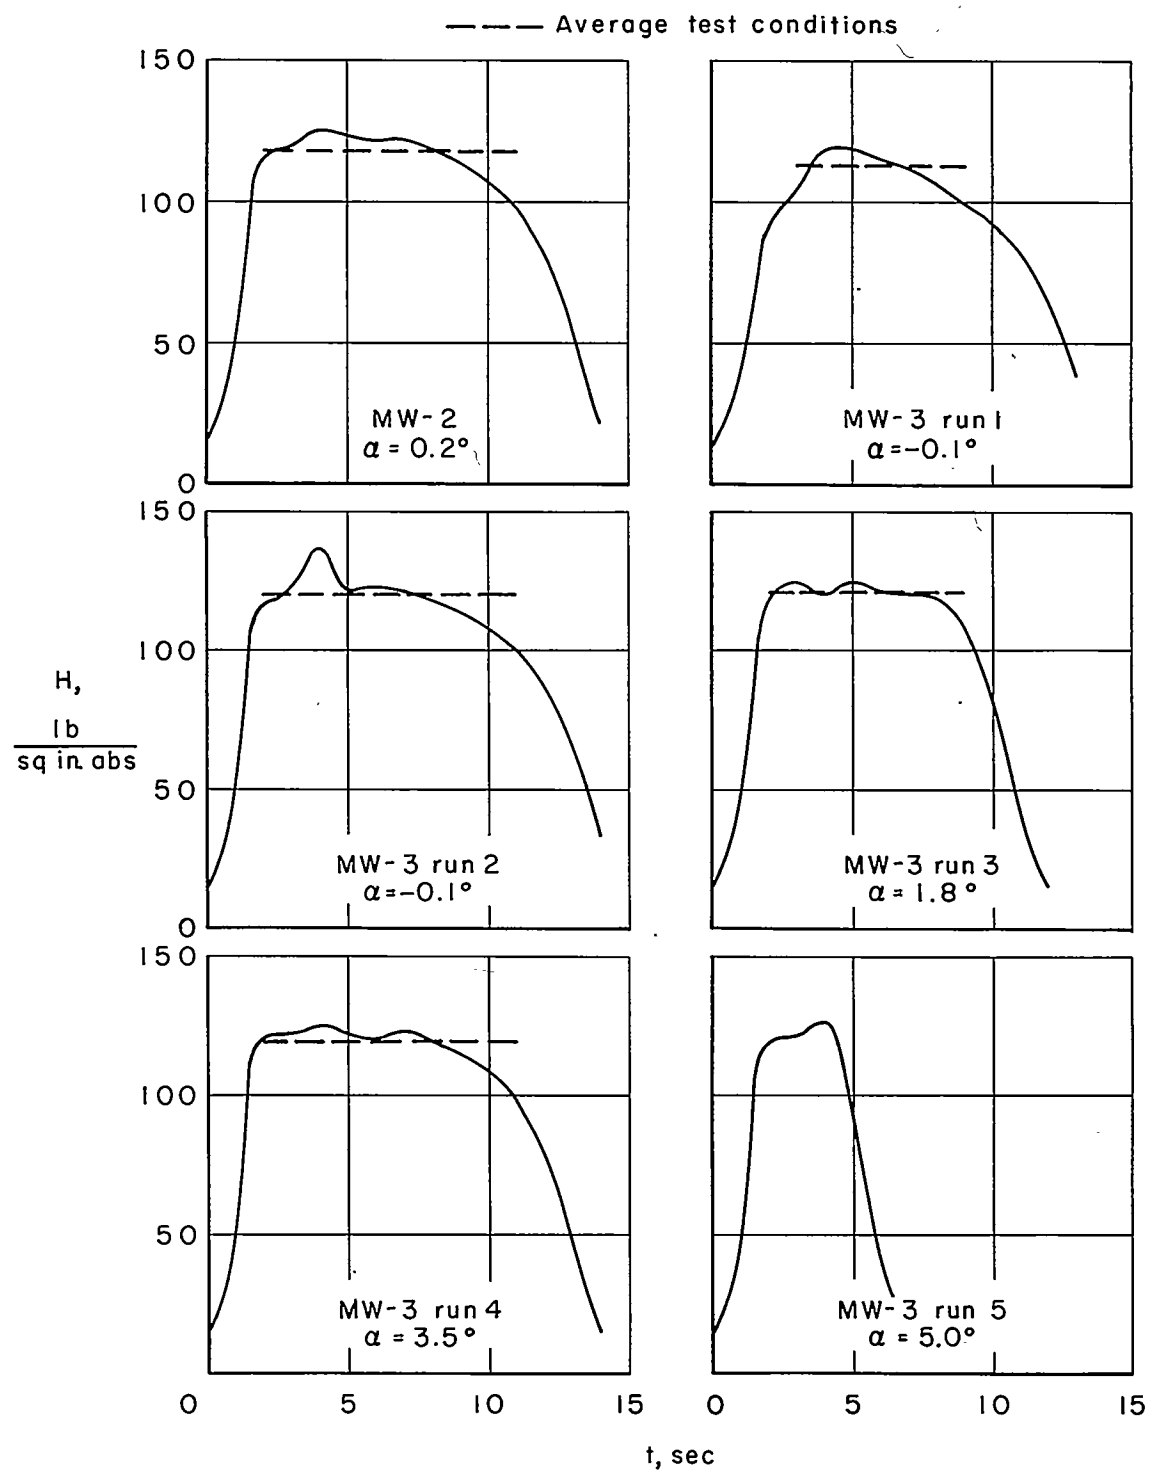 Average test conditions
150
100
50
0
MW-2
α = 0.2°
MW-3 run 1
α=-0.1°
150
100
50
0
H,
lb
sq in. abs
MW-3 run 2
α=-0.1°
MW-3 run 3
α = 1.8°
150
100
50
MW-3 run 4
α = 3.5°
MW-3 run 5
α = 5.0°
0 5 10 15 0 5 10 15
t, sec